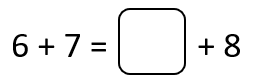 6 + 7 = + 8